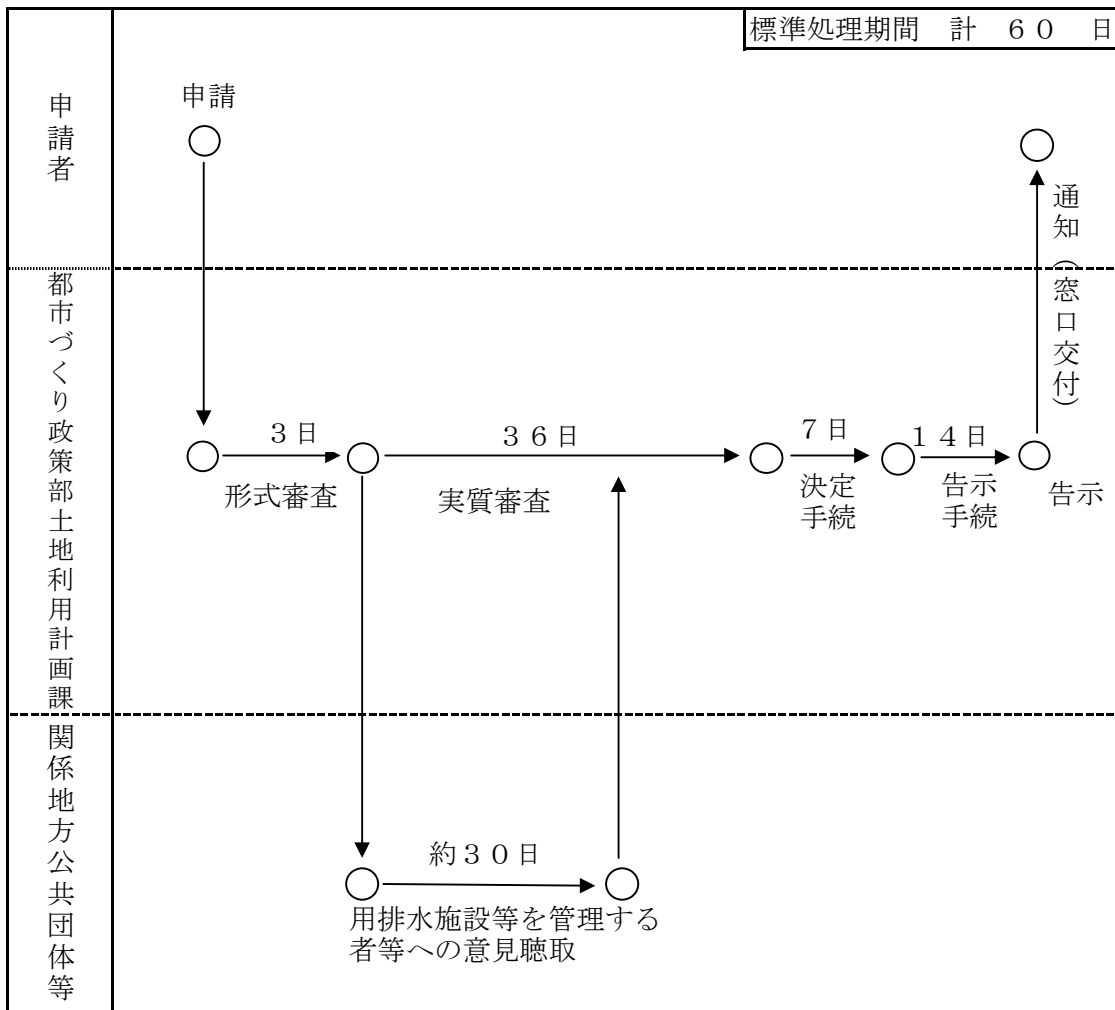 標準処理期間 計 60 日
申請者
申請
通知(窓口交付)
都市づくり政策部土地利用計画課
3日
形式審査
36日
実質審査
7日
決定
手続
14日
告示
手続
告示
関係地方公共団体等
約30日
用排水施設等を管理する
者等への意見聴取